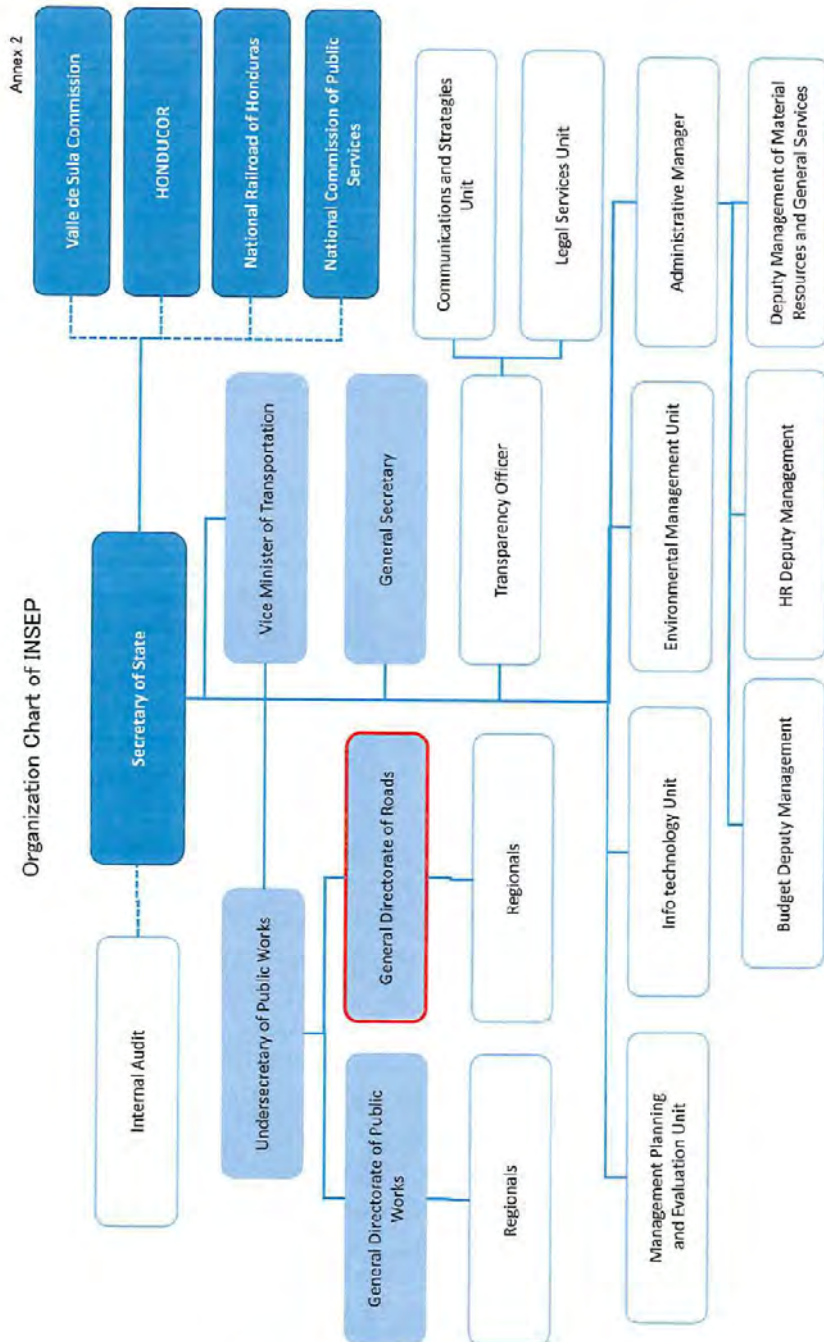 Annex 2
Organization Chart of INSEP
Secretary of State
Internal Audit
Valle de Sula Commission
HONDUCOR
National Railroad of Honduras
National Commission of Public
Services
Undersecretary of Public Works
Vice Minister of Transportation
General Directorate of Public
Works
General Directorate of Roads
General Secretary
Regionals
Regionals
Transparency Officer
Communications and Strategies
Unit
Legal Services Unit
Management Planning
and Evaluation Unit
Info technology Unit
Environmental Management Unit
Administrative Manager
Budget Deputy Management
HR Deputy Management
Deputy Management of Material
Resources and General Services